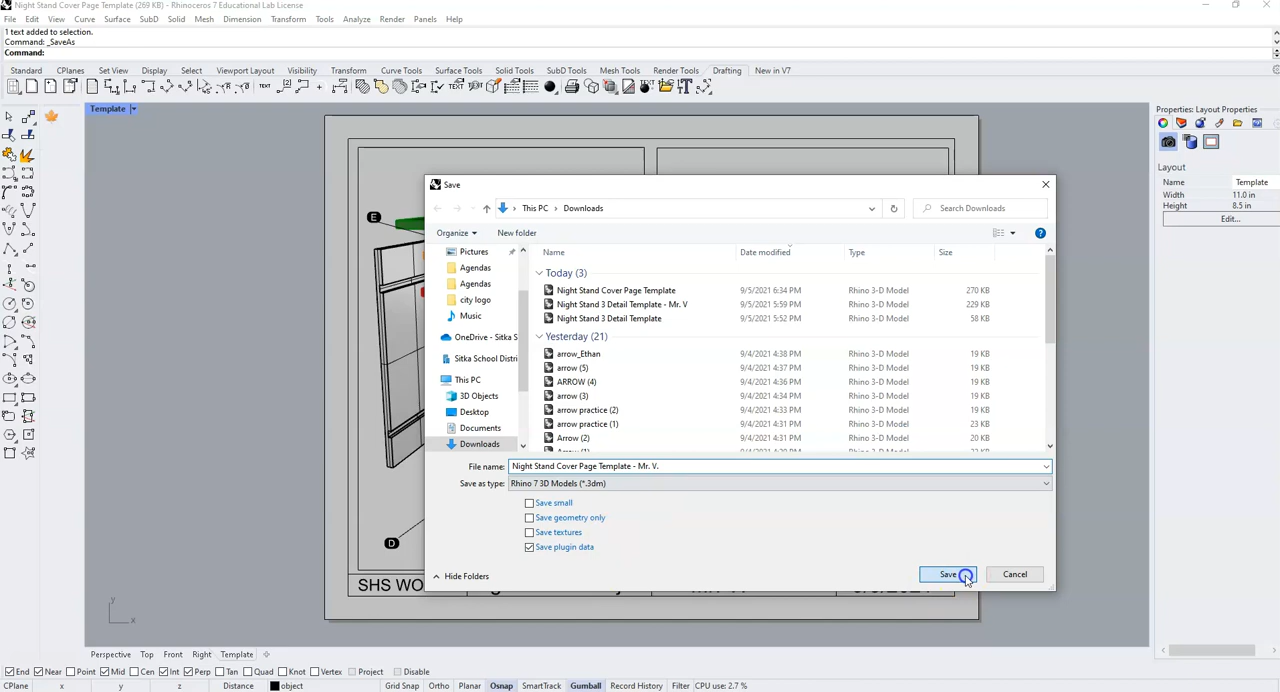 Night Stand Cover Page Template (269 KB) - Rhinoceros 7 Educational Lab License
File Edit View Curve Surface SubD Solid Mesh Dimension Transform Tools Analyze Render Panels Help
1 text added to selection.
Command: _SaveAs
Command:
Standard CPlanes Set View Display Select Viewport Layout Visibility Transform Curve Tools Surface Tools Solid Tools SubD Tools Mesh Tools Render Tools Drafting New in V7
Template
Properties: Layout Properties
Layout
Name Template
Width 11.0 in
Height 8.5 in
Edit...
E
D
SHS WO
Save
This PC > Downloads
Search Downloads
Organize New folder
Name Date modified Type Size
Pictures
Agendas
Agendas
city logo
Music
OneDrive - Sitka S
Sitka School Distri
This PC
3D Objects
Desktop
Documents
Downloads
Today (3)
Night Stand Cover Page Template 9/5/2021 6:34 PM Rhino 3-D Model 270 KB
Night Stand 3 Detail Template - Mr. V 9/5/2021 5:59 PM Rhino 3-D Model 229 KB
Night Stand 3 Detail Template 9/5/2021 5:52 PM Rhino 3-D Model 58 KB
Yesterday (21)
arrow_Ethan 9/4/2021 4:38 PM Rhino 3-D Model 19 KB
arrow (5) 9/4/2021 4:37 PM Rhino 3-D Model 19 KB
ARROW (4) 9/4/2021 4:36 PM Rhino 3-D Model 19 KB
arrow (3) 9/4/2021 4:34 PM Rhino 3-D Model 19 KB
arrow practice (2) 9/4/2021 4:33 PM Rhino 3-D Model 19 KB
arrow practice (1) 9/4/2021 4:31 PM Rhino 3-D Model 23 KB
Arrow (2) 9/4/2021 4:31 PM Rhino 3-D Model 20 KB
File name: Night Stand Cover Page Template - Mr. V.
Save as type: Rhino 7 3D Models (*.3dm)
Save small
Save geometry only
Save textures
Save plugin data
Hide Folders
Save Cancel
y
x
Perspective Top Front Right Template
End Near Point Mid Cen Int Perp Tan Quad Knot Vertex Project Disable
CPlane x y z Distance object Grid Snap Ortho Planar Osnap SmartTrack Gumball Record History Filter CPU use: 2.7 %